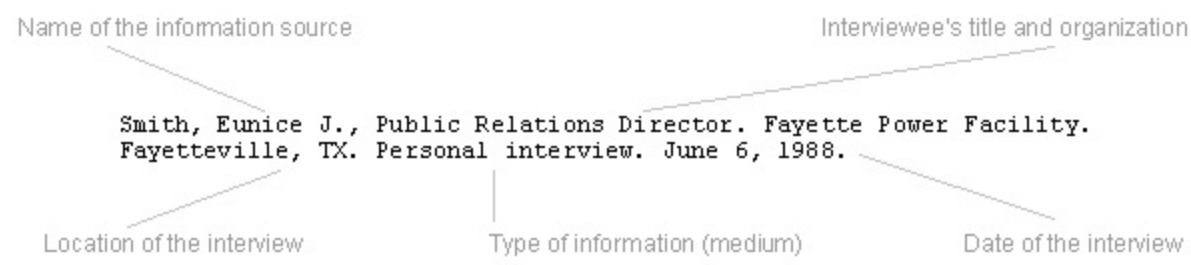 Name of the information source
Interviewee's title and organization
Smith, Eunice J., Public Relations Director. Fayette Power Facility.
Fayetteville, TX. Personal interview. June 6, 1988.
Location of the interview
Type of information (medium)
Date of the interview